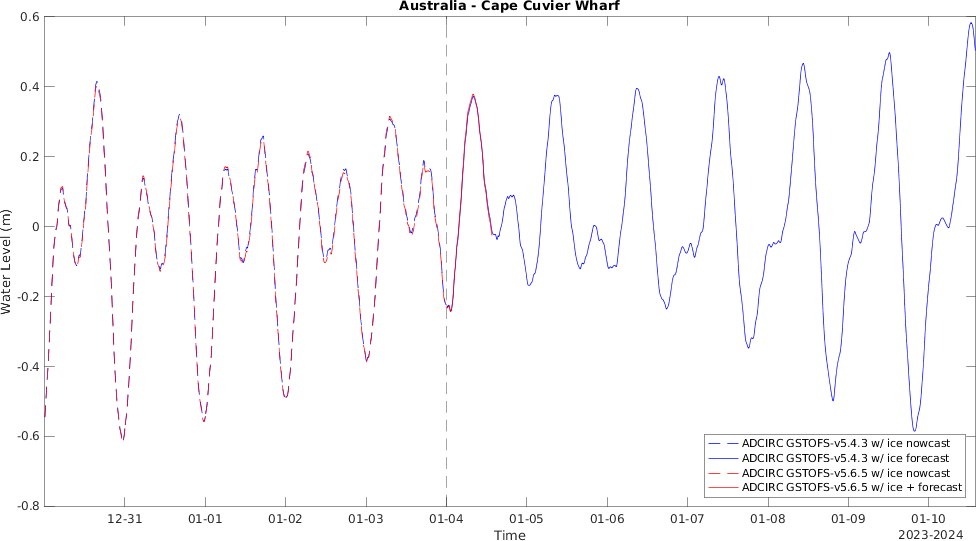 Australia - Cape Cuvier Wharf
0.6
0.4
0.2
0
-0.2
-0.4
-0.6
-0.8
Water Level (m)
ADCIRC GSTOFS-v5.4.3 w/ ice nowcast
ADCIRC GSTOFS-v5.4.3 w/ ice forecast
ADCIRC GSTOFS-v5.6.5 w/ ice nowcast
ADCIRC GSTOFS-v5.6.5 w/ ice + forecast
12-31 01-01 01-02 01-03 01-04 01-05 01-06 01-07 01-08 01-09 01-10
Time
2023-2024